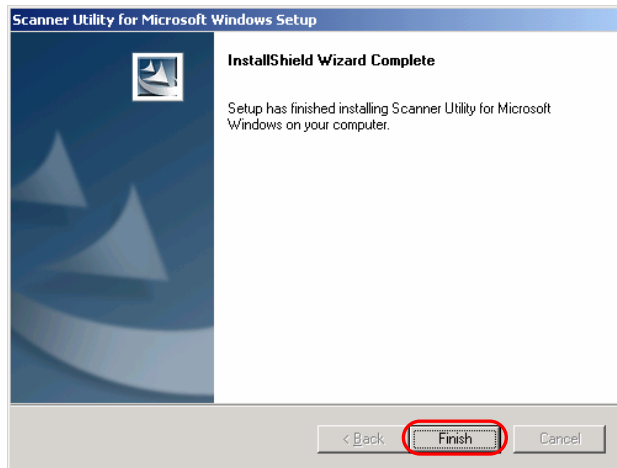 Scanner Utility for Microsoft Windows Setup
InstallShield Wizard Complete
Setup has finished installing Scanner Utility for Microsoft
Windows on your computer.
< Back Finish Cancel